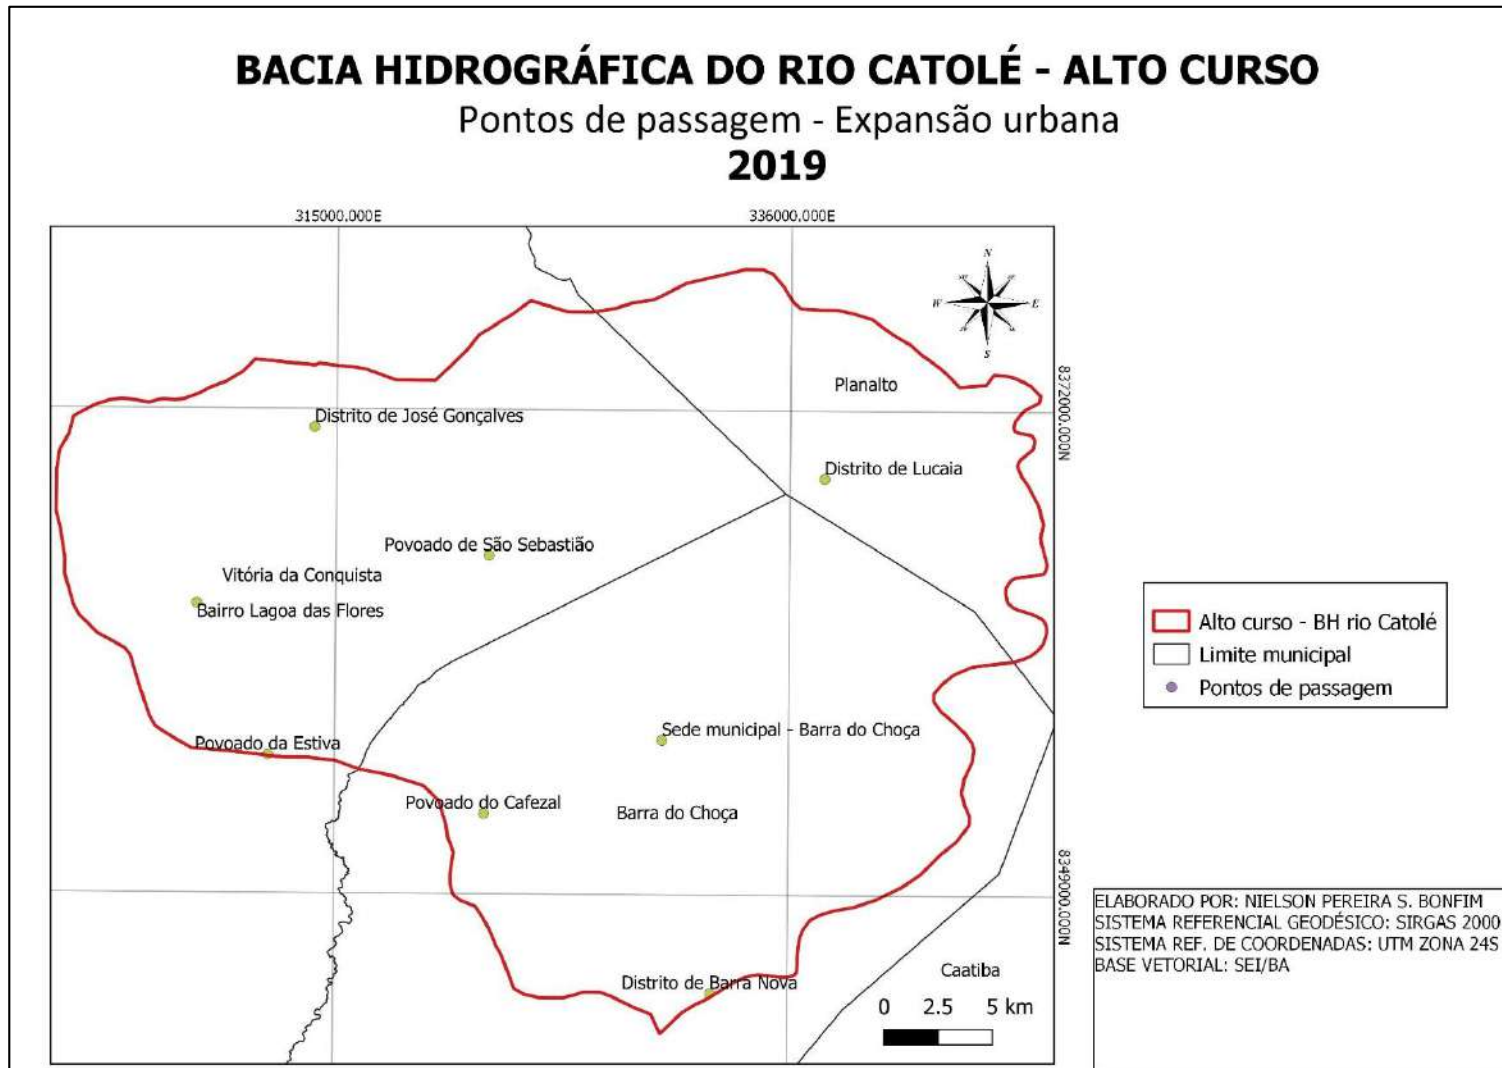 BACIA HIDROGRÁFICA DO RIO CATOLÉ - ALTO CURSO
Pontos de passagem - Expansão urbana
2019
315000,000E
336000,000E
N
W
E
S
Planalto
8372000,000N
Distrito de José Gonçalves
Distrito de Lucaia
Povoado de São Sebastião
Vitória da Conquista
Bairro Lagoa das Flores
Alto curso - BH rio Catolé
Limite municipal
Pontos de passagem
Sede municipal - Barra do Choça
Povoado da Estiva
Povoado do Cafezal
Barra do Choça
8349000,000N
ELABORADO POR: NIELSON PEREIRA S. BONFIM
SISTEMA REFERENCIAL GEODÉSICO: SIRGAS 2000
SISTEMA REF. DE COORDENADAS: UTM ZONA 24S
BASE VETORIAL: SEI/BA
Caatiba
Distrito de Barra Nova
0 2.5 5 km